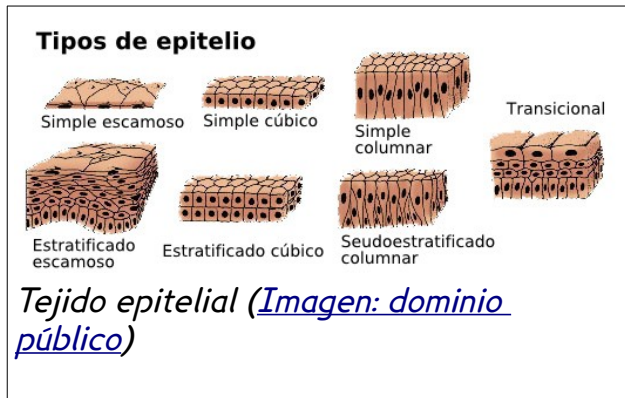 Tipos de epitelio
Simple escamoso
Simple cúbico
Simple
columnar
Transicional
Estratificado
escamoso
Estratificado cúbico
Seudoestratificado
columnar
Tejido epitelial (Imagen: dominio
público)